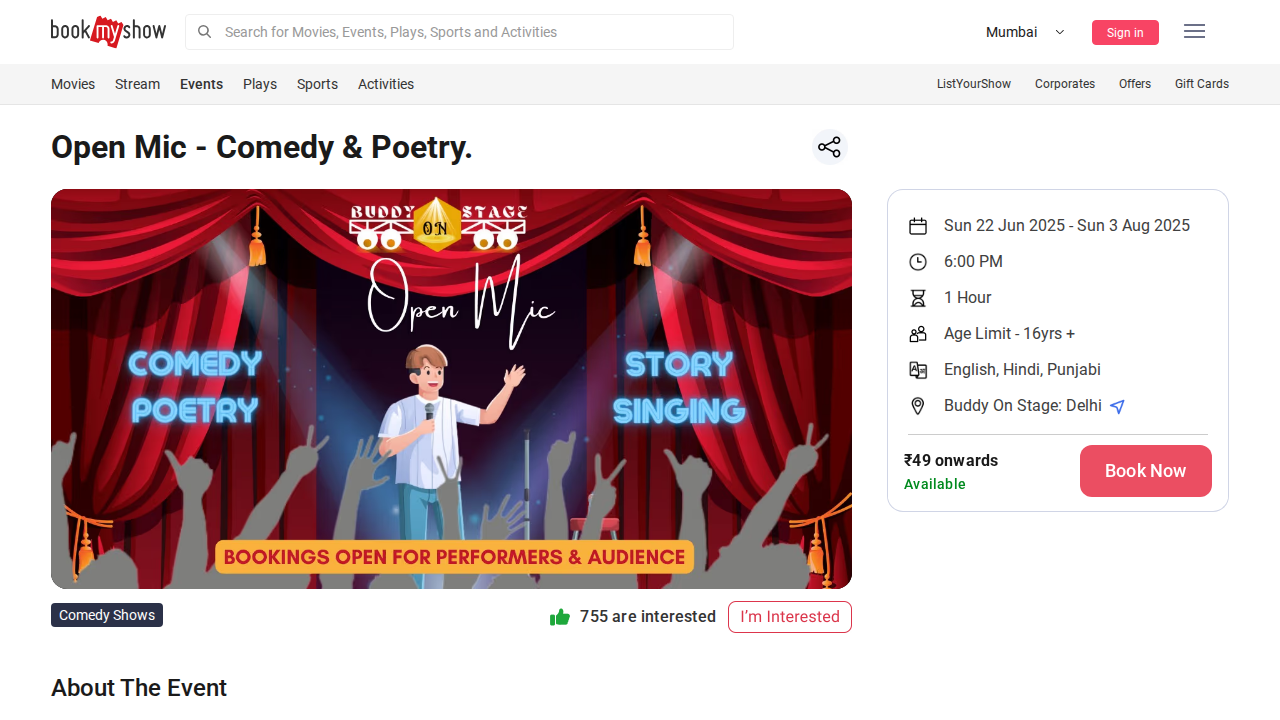 bookmyshow
Search for Movies, Events, Plays, Sports and Activities
Mumbai
Sign in
Movies Stream Events Plays Sports Activities
ListYourShow Corporates Offers Gift Cards
Open Mic - Comedy & Poetry.
BUDDY ON STAGE
Open Mic
COMEDY
POETRY
STORY
SINGING
BOOKINGS OPEN FOR PERFORMERS & AUDIENCE
Sun 22 Jun 2025 - Sun 3 Aug 2025
6:00 PM
1 Hour
Age Limit - 16yrs +
English, Hindi, Punjabi
Buddy On Stage: Delhi
₹49 onwards
Available
Book Now
Comedy Shows
755 are interested
I’m Interested
About The Event